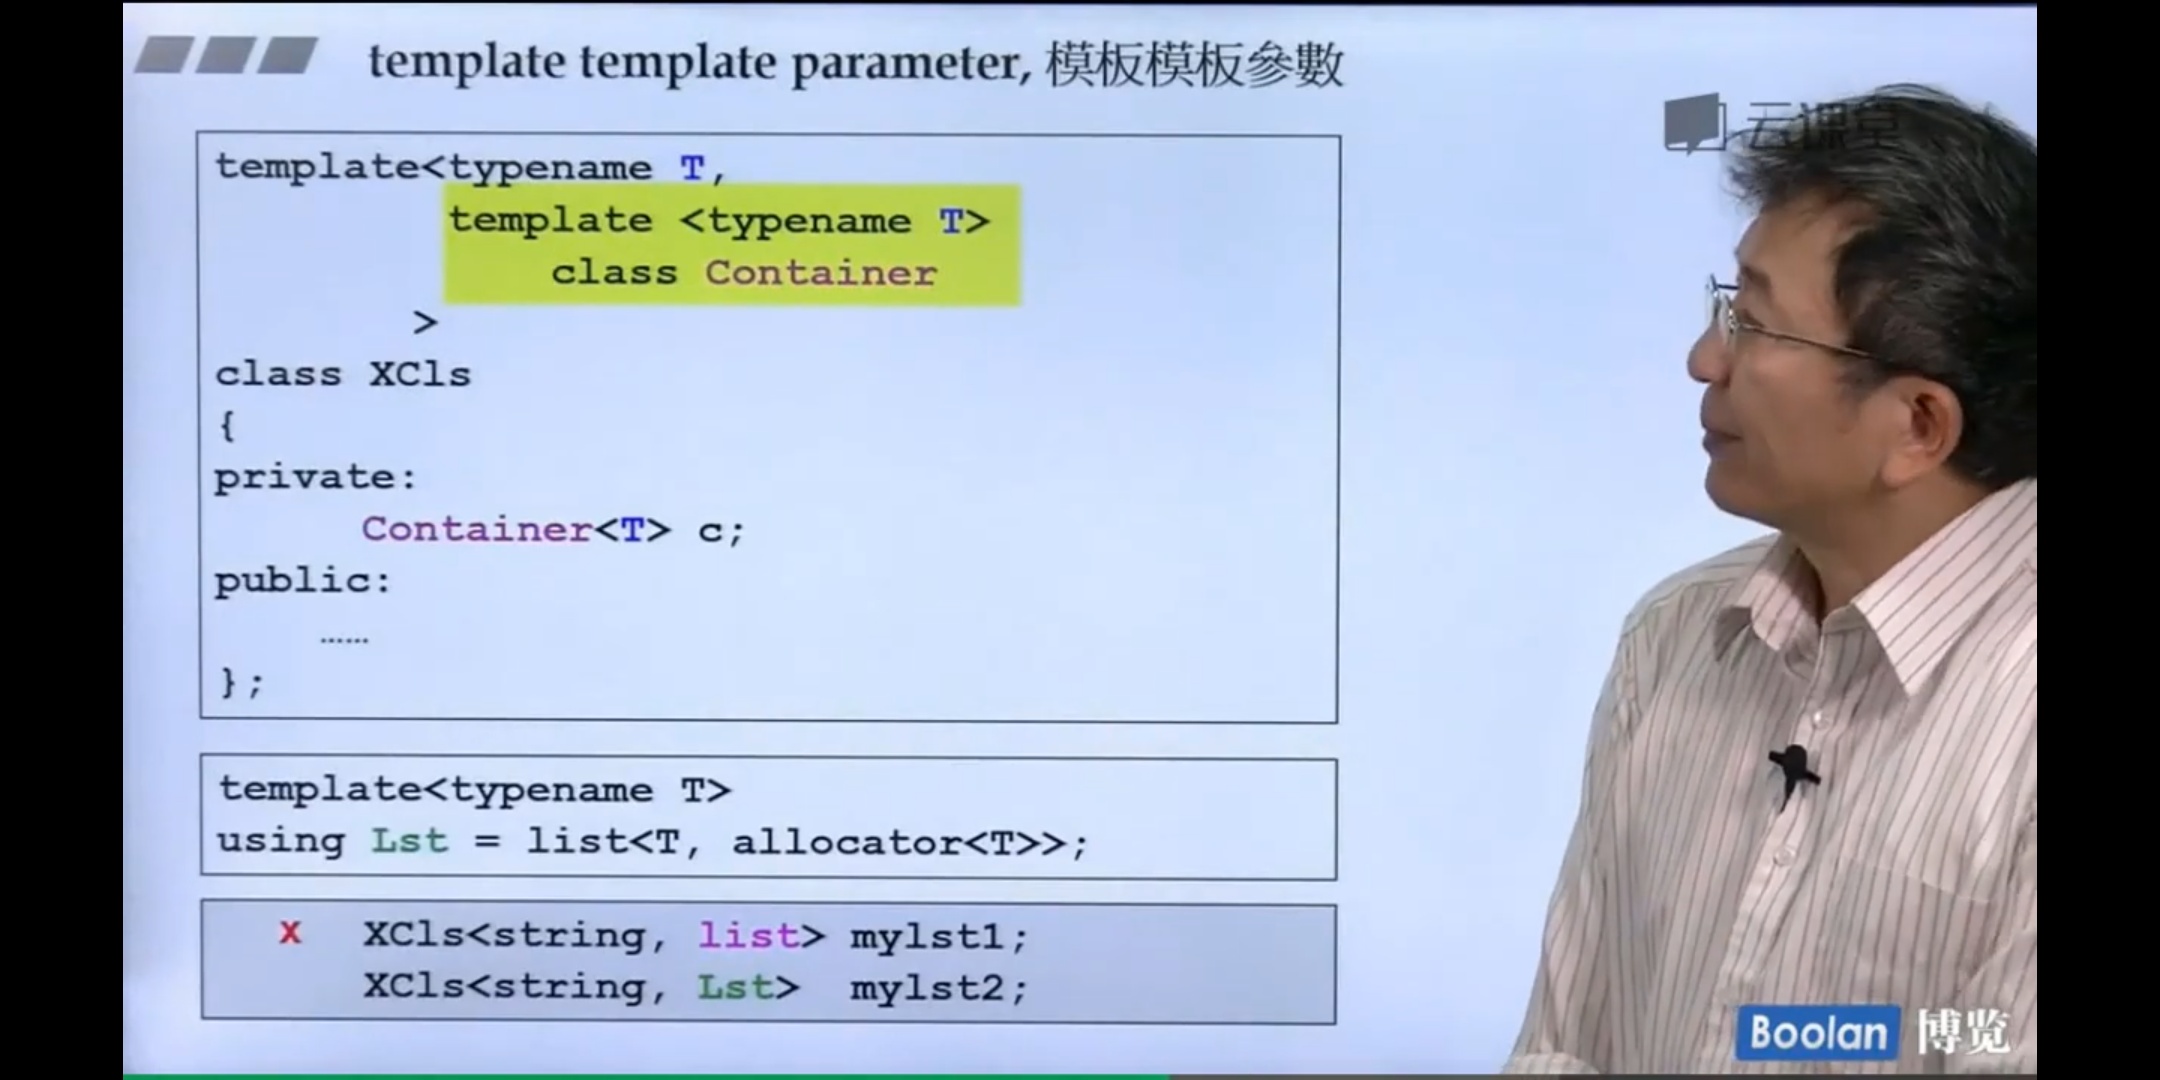 template template parameter, 模板模板參數
云课堂
template<typename T,
template <typename T>
class Container
>
class XCls
{
private:
Container<T> c;
public:
……
};
template<typename T>
using Lst = list<T, allocator<T>>;
X XCls<string, list> mylst1;
XCls<string, Lst> mylst2;
Boolan 博览